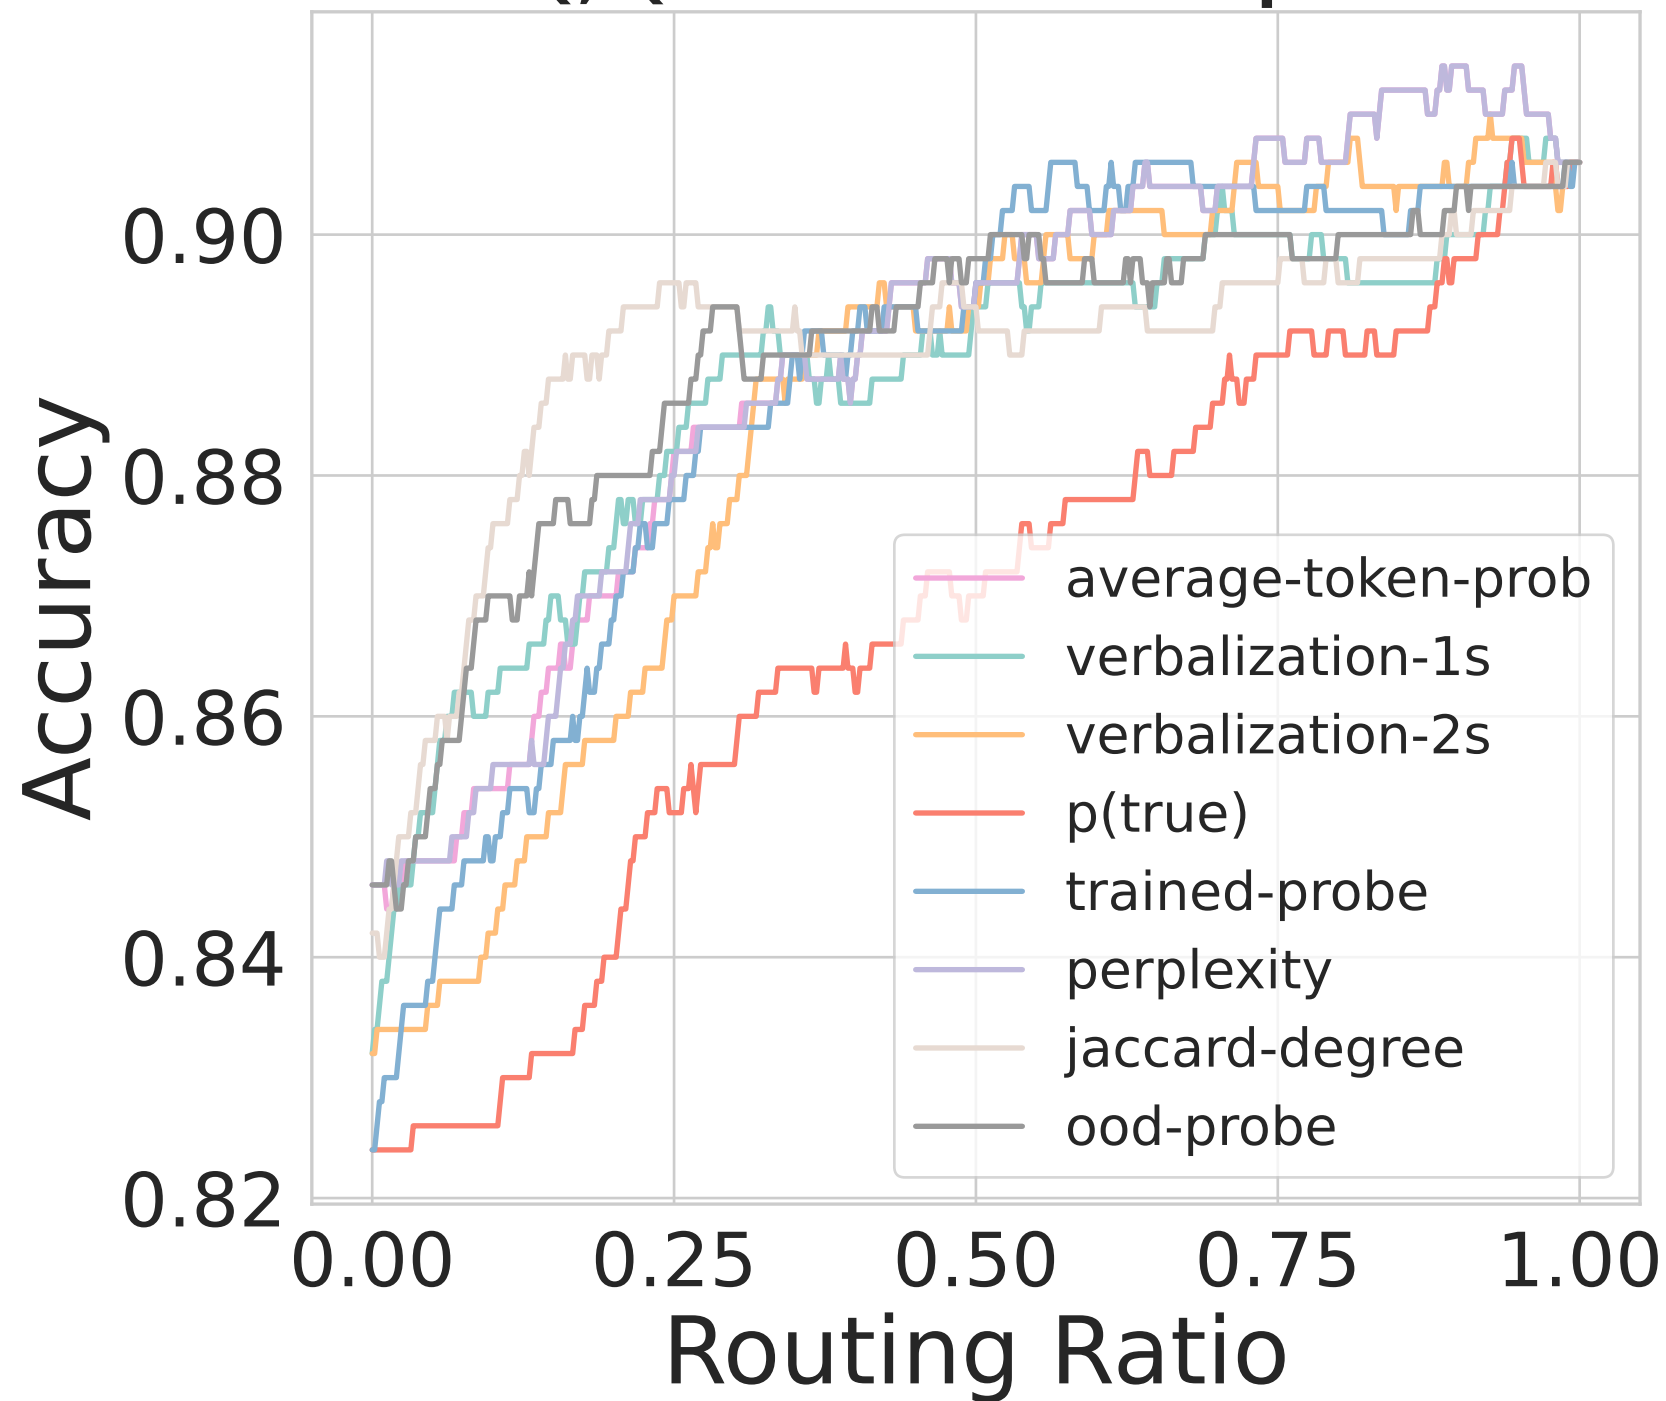 Accuracy
0.90
0.88
0.86
0.84
0.82
average-token-prob
verbalization-1s
verbalization-2s
p(true)
trained-probe
perplexity
jaccard-degree
ood-probe
0.00 0.25 0.50 0.75 1.00
Routing Ratio